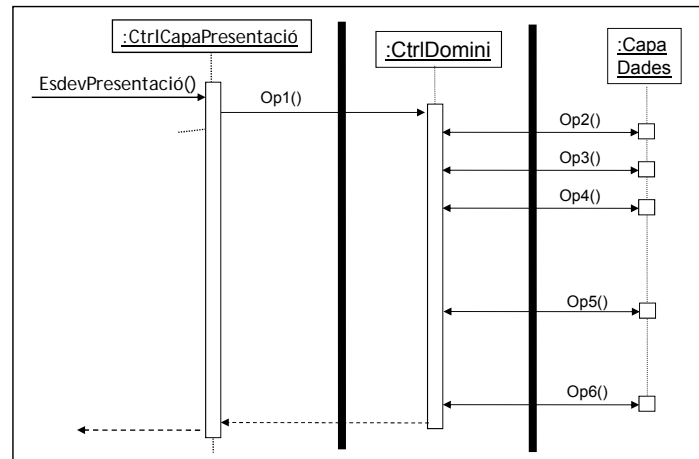 :CtrlCapaPresentació
:CtrlDomini
:Capa
Dades
EsdevPresentació()
Op1()
Op2()
Op3()
Op4()
Op5()
Op6()